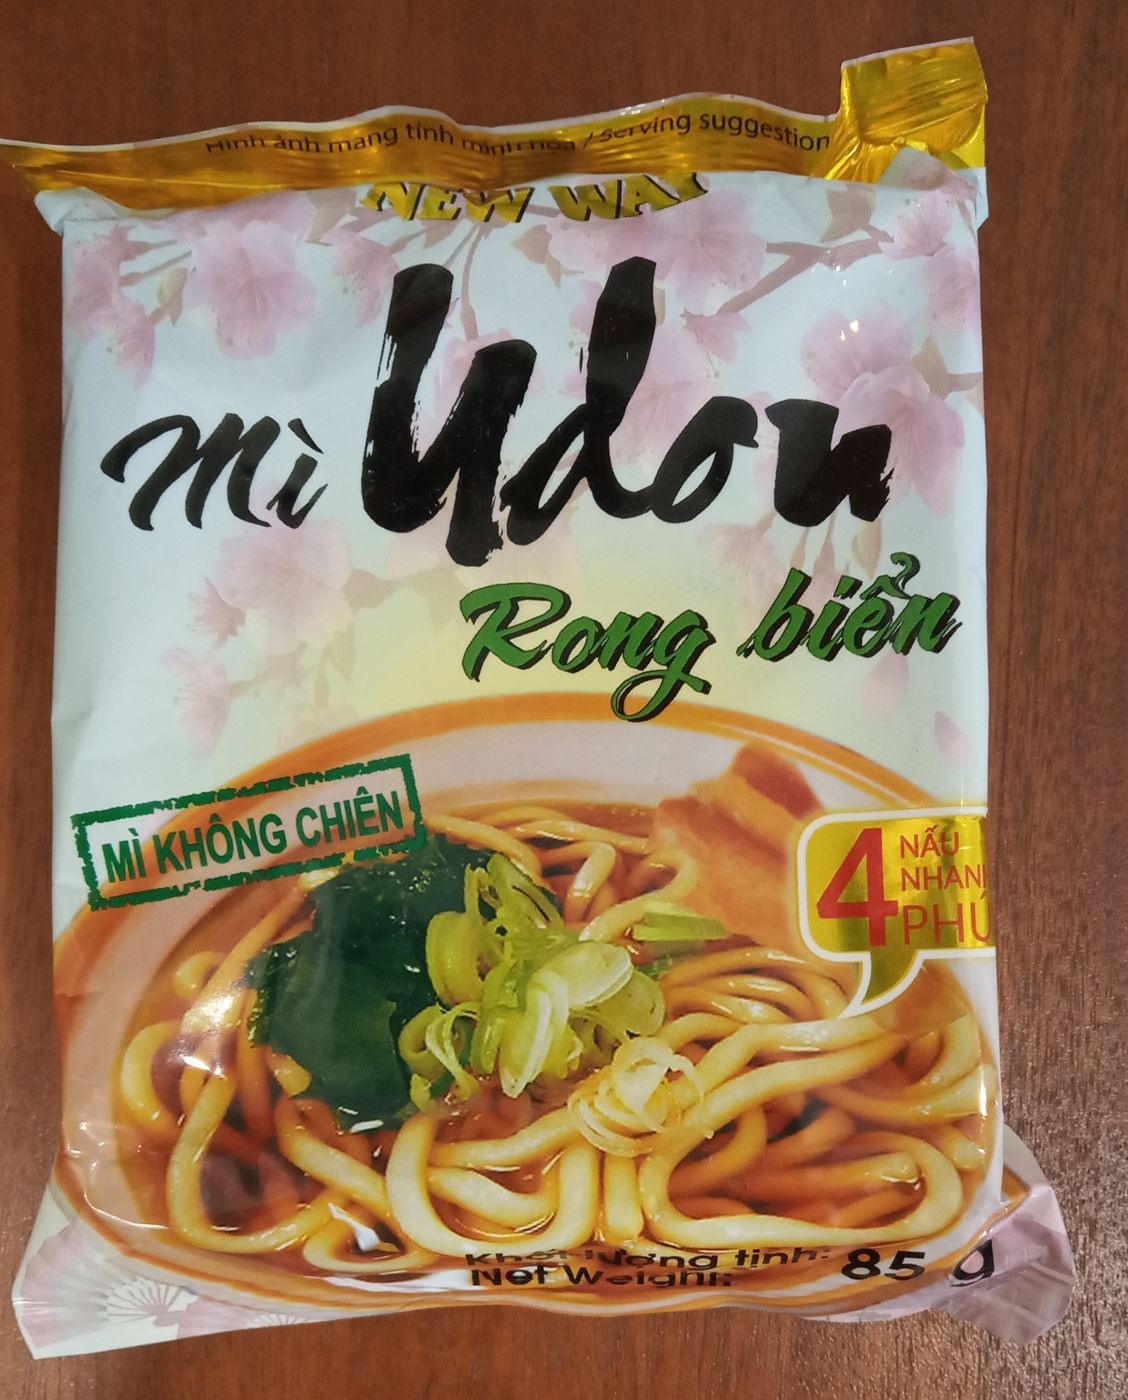 Hình ảnh mang tính minh họa / Serving suggestion
NEW WAY
Mì Udon
Rong biển
MÌ KHÔNG CHIÊN
4
NẤU
NHANH
PHÚ
Khối lượng tịnh:
Net Weight:
85 g